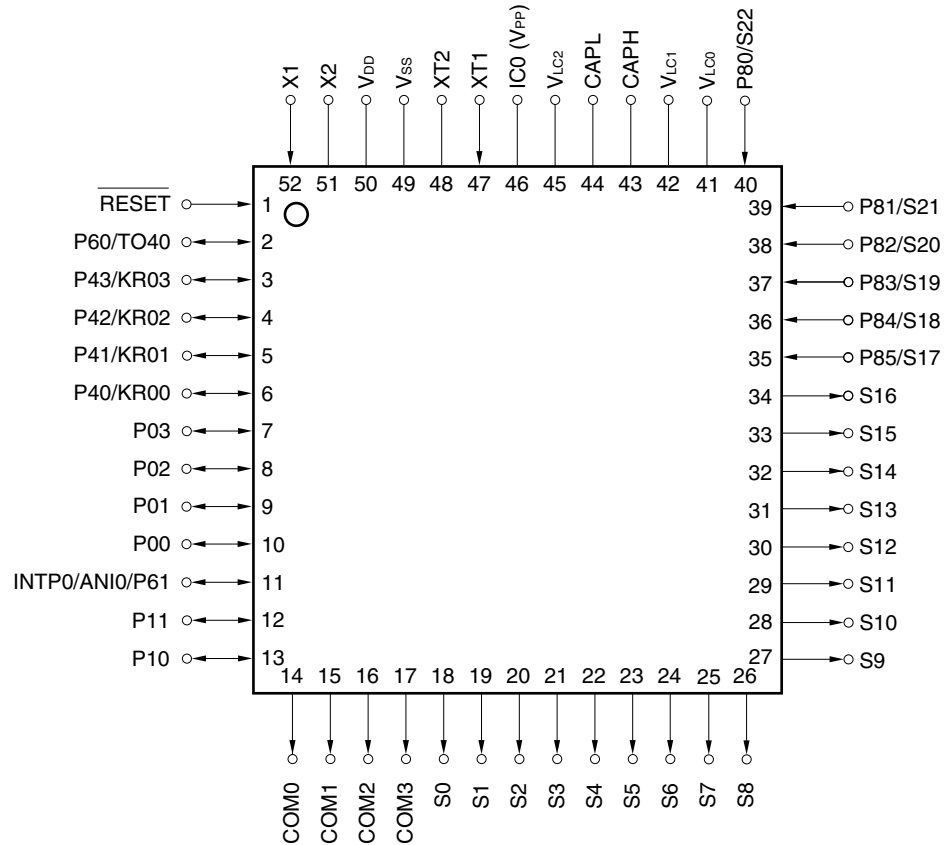 X1
X2
VDD
VSS
XT2
XT1
IC0 (VPP)
VLC2
CAPL
CAPH
VLC1
VLC0
P80/S22
52
51
50
49
48
47
46
45
44
43
42
41
40
RESET
1
P60/TO40
2
P43/KR03
3
P42/KR02
4
P41/KR01
5
P40/KR00
6
P03
7
P02
8
P01
9
P00
10
INTP0/ANI0/P61
11
P11
12
P10
13
39
P81/S21
38
P82/S20
37
P83/S19
36
P84/S18
35
P85/S17
34
S16
33
S15
32
S14
31
S13
30
S12
29
S11
28
S10
27
S9
14
15
16
17
18
19
20
21
22
23
24
25
26
COM0
COM1
COM2
COM3
S0
S1
S2
S3
S4
S5
S6
S7
S8